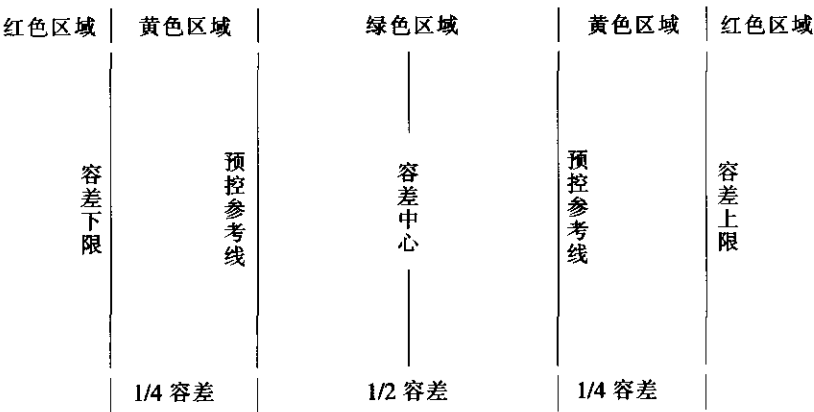 红色区域 黄色区域 绿色区域 黄色区域 红色区域
容差下限
预控参考线
容差中心
预控参考线
容差上限
1/4 容差 1/2 容差 1/4 容差